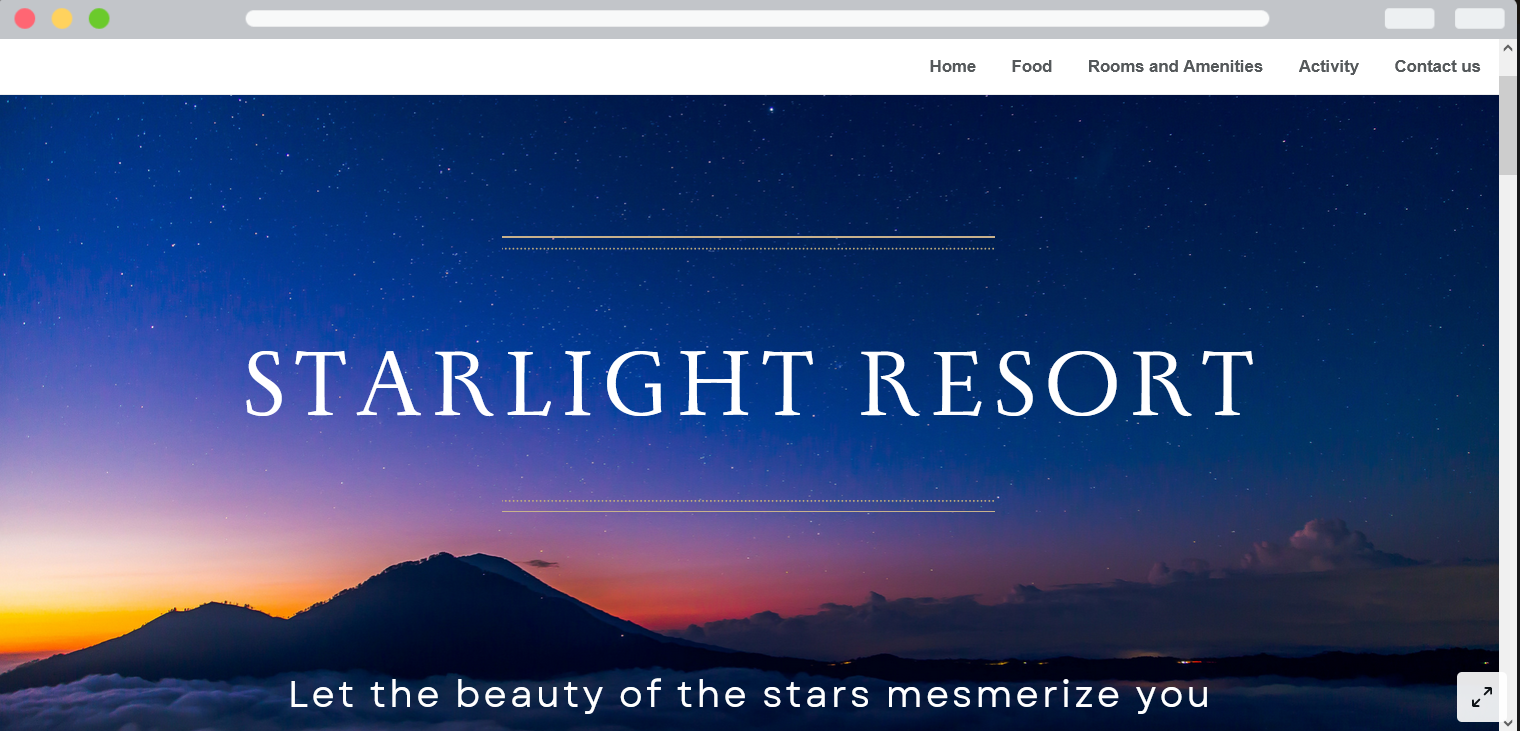 Home Food Rooms and Amenities Activity Contact us
STARLIGHT RESORT
Let the beauty of the stars mesmerize you